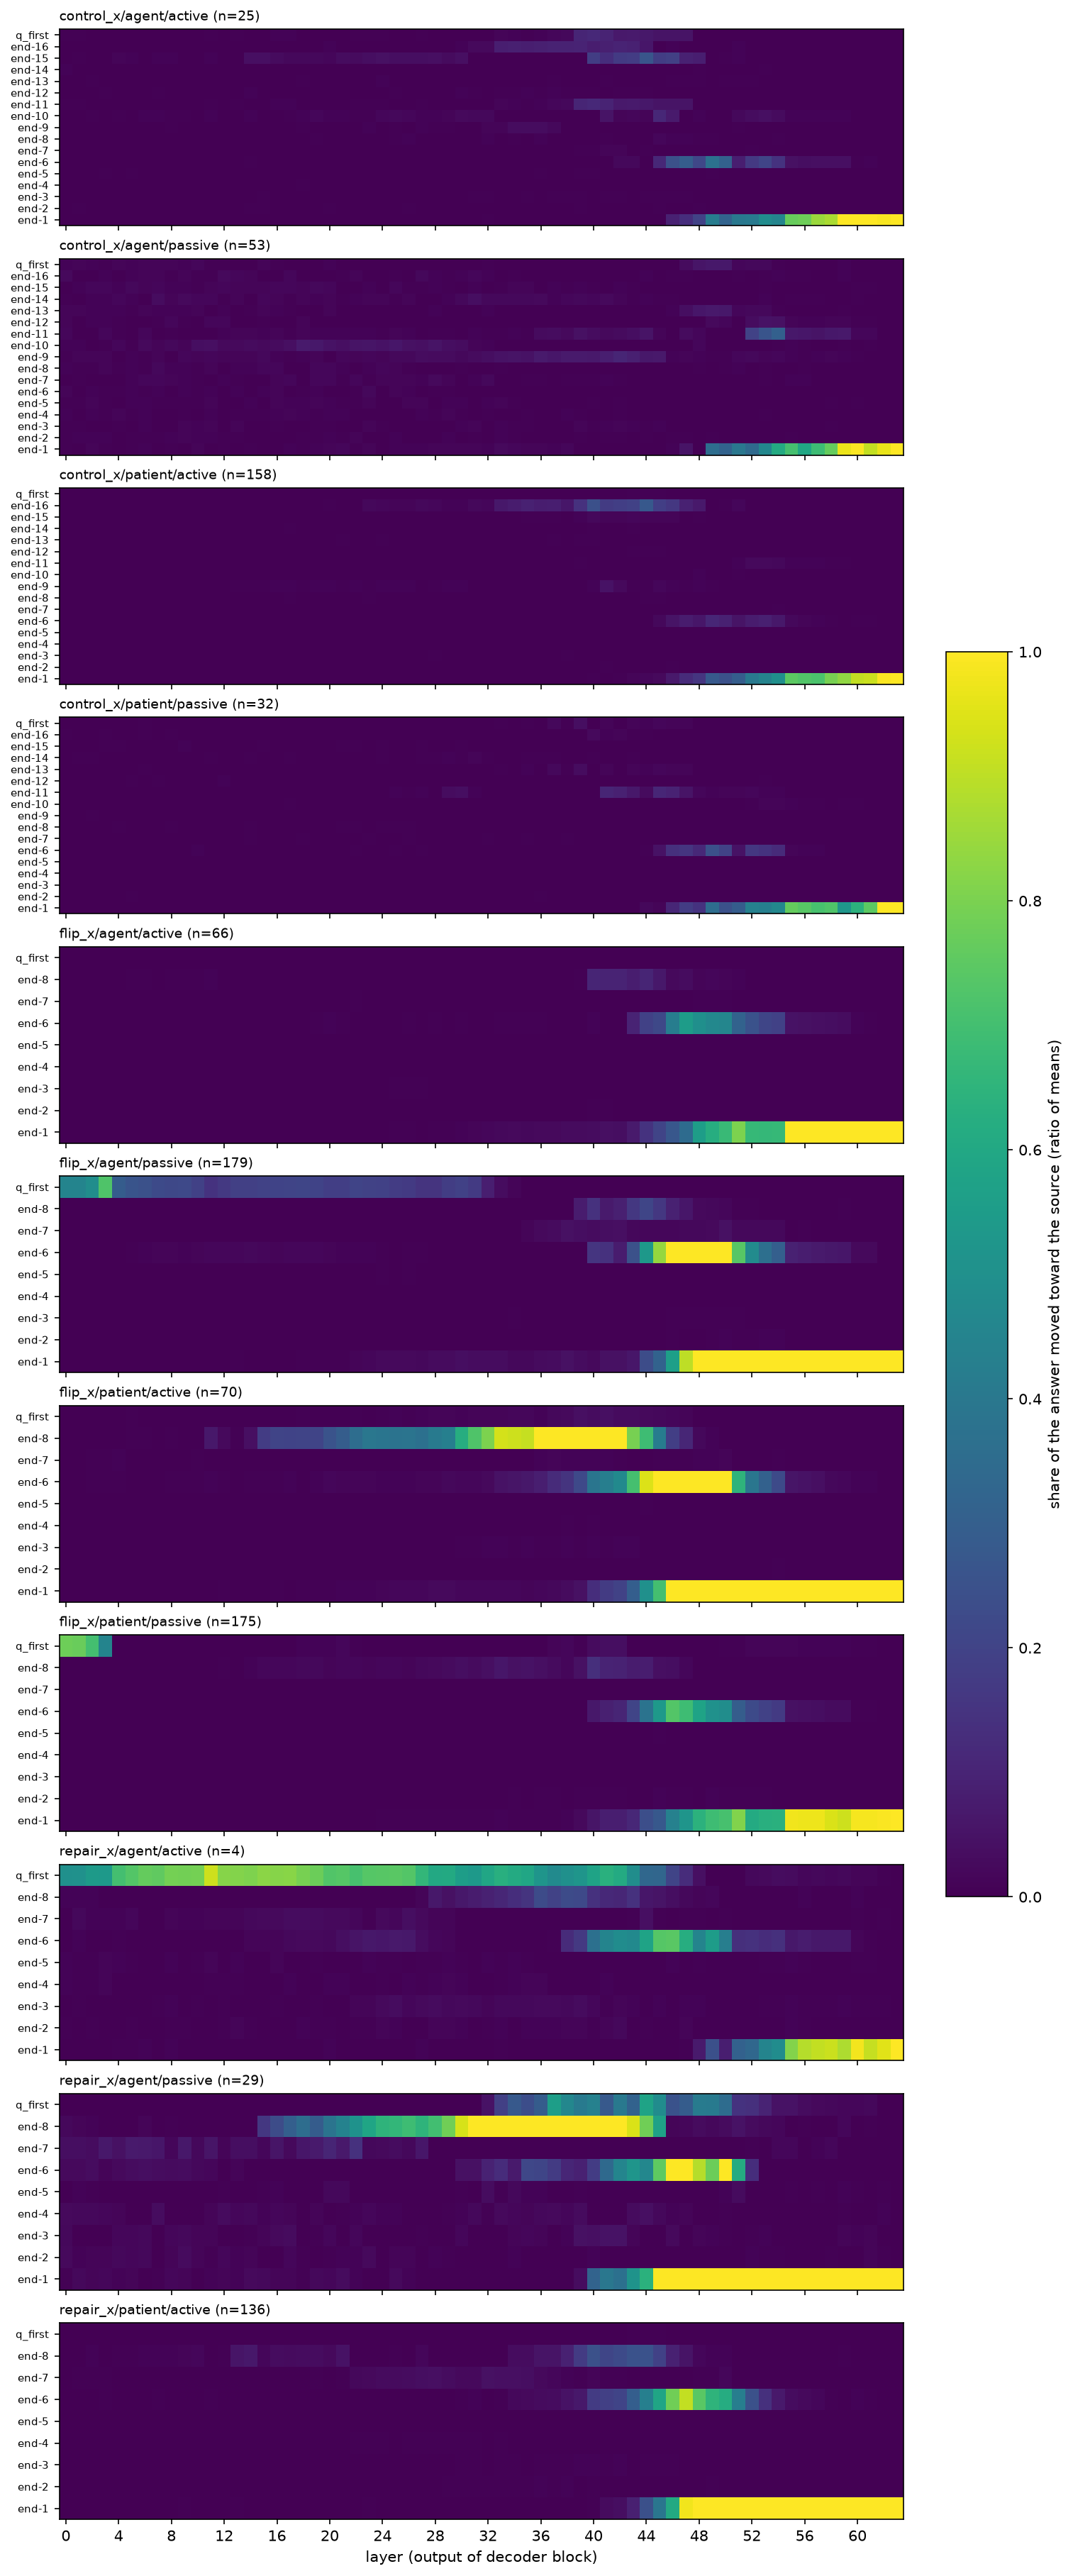 control_x/agent/active (n=25)
q_first
end-16
end-15
end-14
end-13
end-12
end-11
end-10
end-9
end-8
end-7
end-6
end-5
end-4
end-3
end-2
end-1
control_x/agent/passive (n=53)
q_first
end-16
end-15
end-14
end-13
end-12
end-11
end-10
end-9
end-8
end-7
end-6
end-5
end-4
end-3
end-2
end-1
control_x/patient/active (n=158)
q_first
end-16
end-15
end-14
end-13
end-12
end-11
end-10
end-9
end-8
end-7
end-6
end-5
end-4
end-3
end-2
end-1
control_x/patient/passive (n=32)
q_first
end-16
end-15
end-14
end-13
end-12
end-11
end-10
end-9
end-8
end-7
end-6
end-5
end-4
end-3
end-2
end-1
flip_x/agent/active (n=66)
q_first
end-8
end-7
end-6
end-5
end-4
end-3
end-2
end-1
flip_x/agent/passive (n=179)
q_first
end-8
end-7
end-6
end-5
end-4
end-3
end-2
end-1
flip_x/patient/active (n=70)
q_first
end-8
end-7
end-6
end-5
end-4
end-3
end-2
end-1
flip_x/patient/passive (n=175)
q_first
end-8
end-7
end-6
end-5
end-4
end-3
end-2
end-1
repair_x/agent/active (n=4)
q_first
end-8
end-7
end-6
end-5
end-4
end-3
end-2
end-1
repair_x/agent/passive (n=29)
q_first
end-8
end-7
end-6
end-5
end-4
end-3
end-2
end-1
repair_x/patient/active (n=136)
q_first
end-8
end-7
end-6
end-5
end-4
end-3
end-2
end-1
0 4 8 12 16 20 24 28 32 36 40 44 48 52 56 60
layer (output of decoder block)
1.0
0.8
0.6
0.4
0.2
0.0
share of the answer moved toward the source (ratio of means)